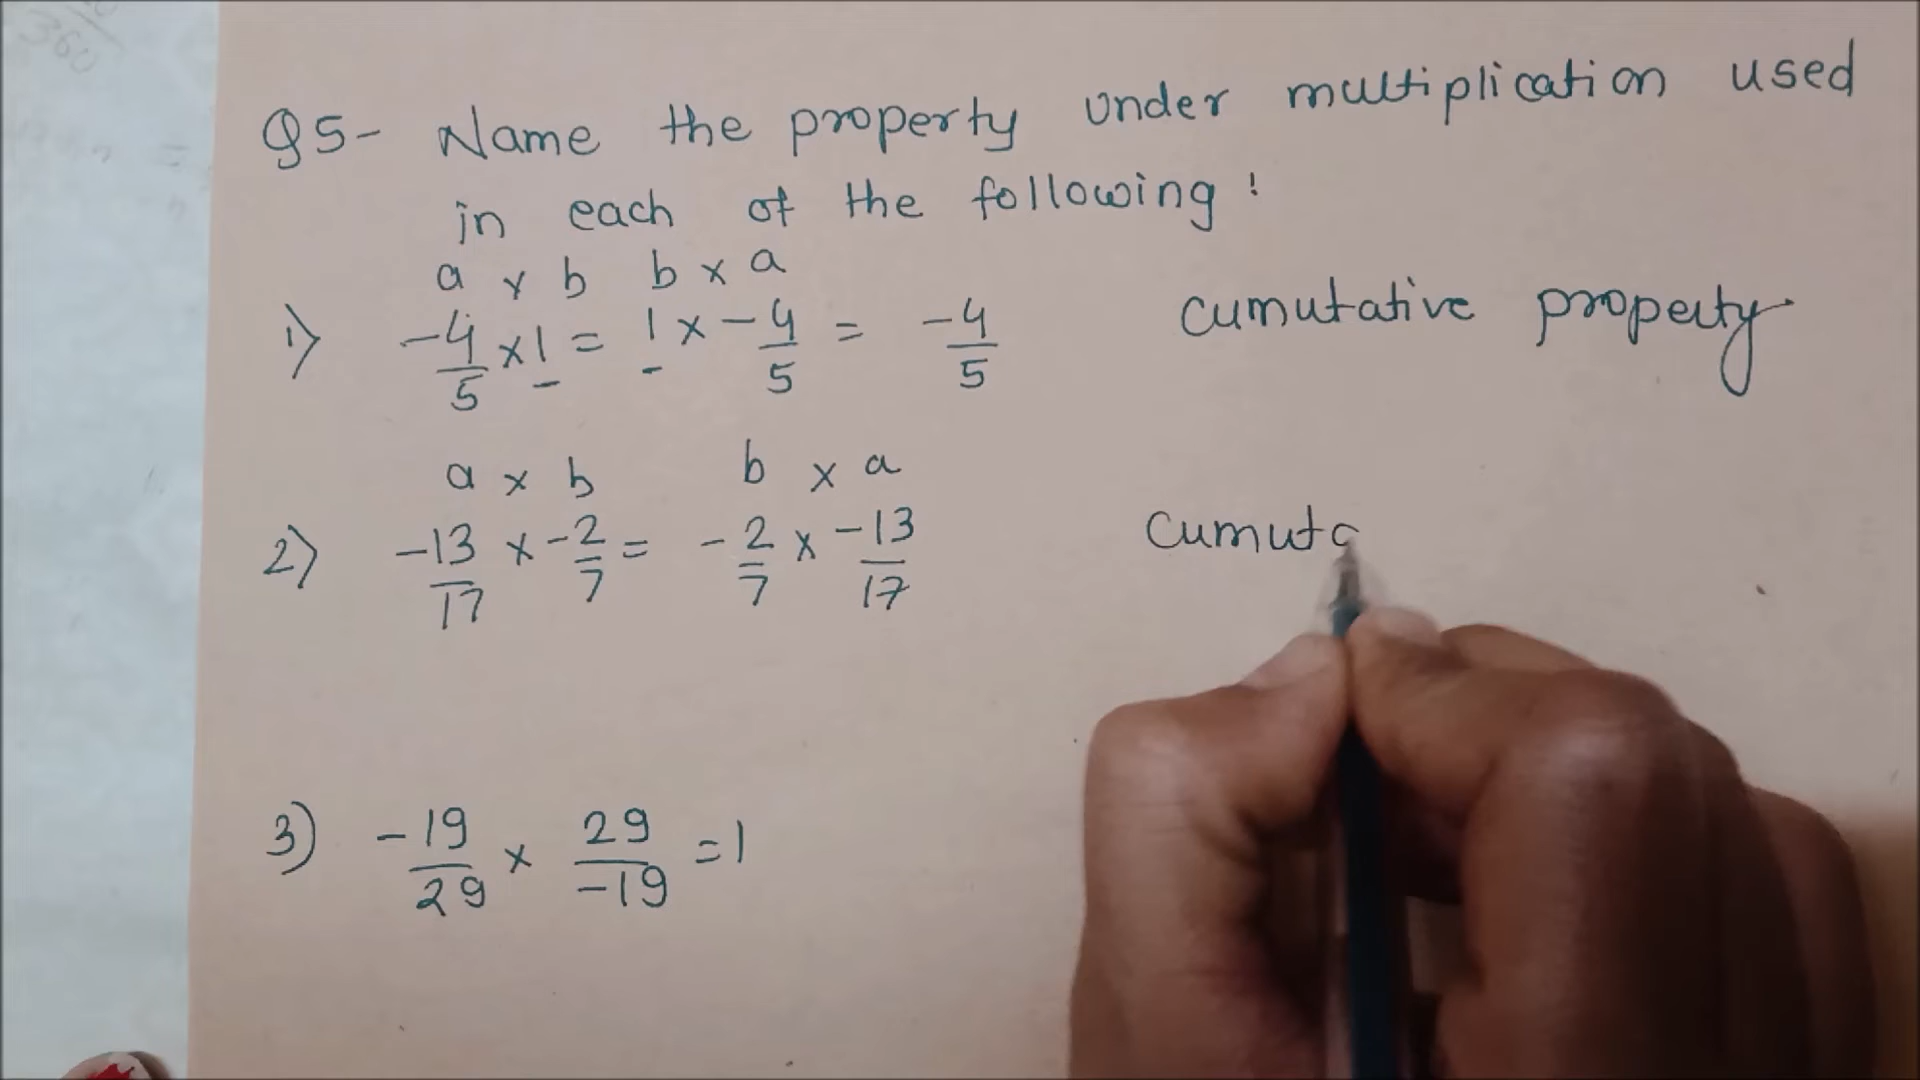 Q5- Name the property under multiplication used
in each of the following :
a x b b x a
1) -4/5 x 1 = 1 x -4/5 = -4/5 cumutative property
a x b b x a
2) -13/17 x -2/7 = -2/7 x -13/17 cumuta
3) -19/29 x 29/-19 = 1